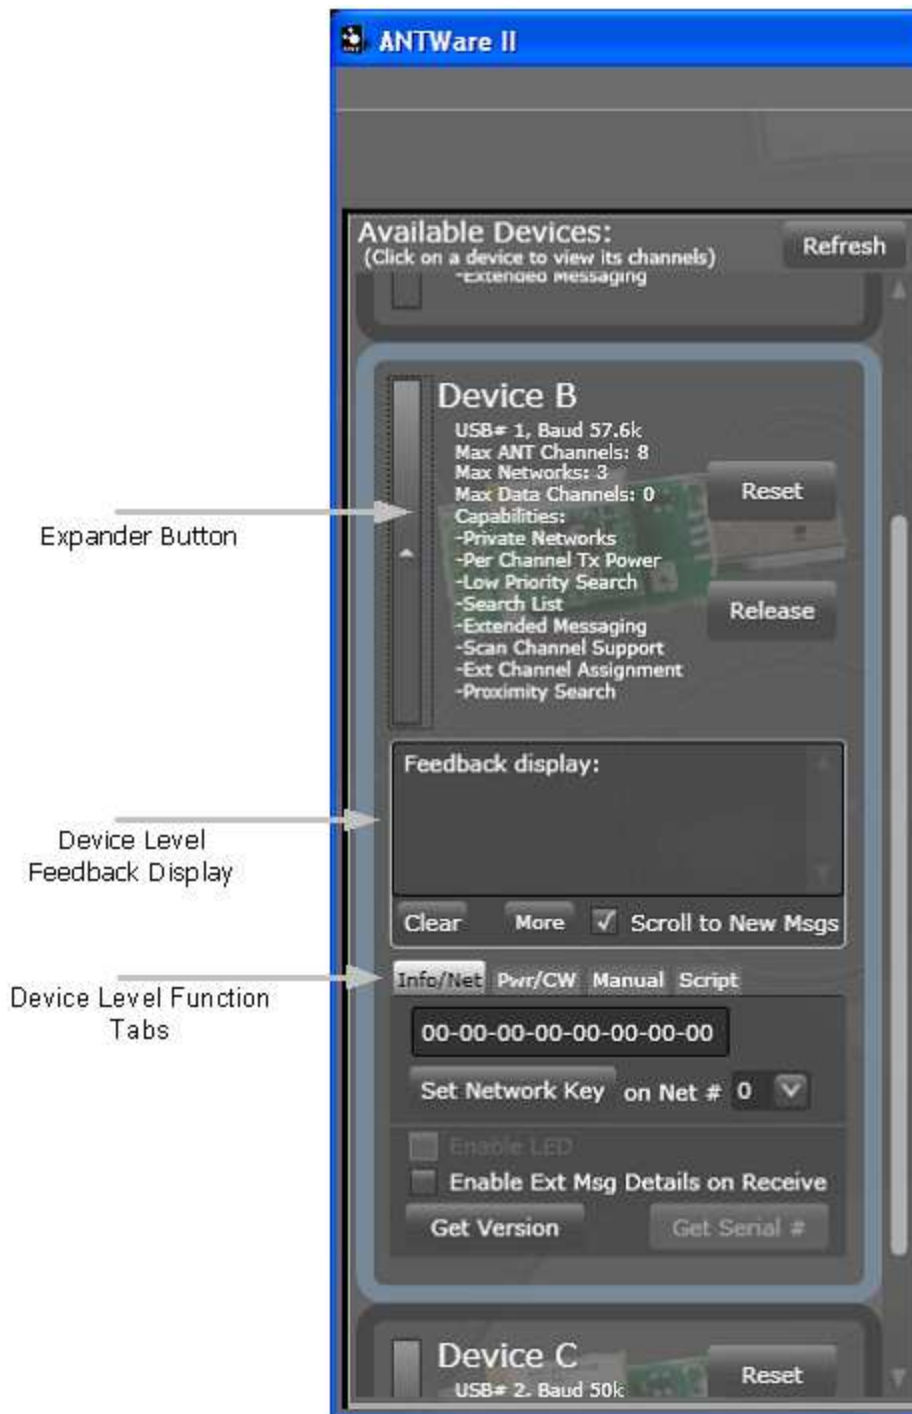 ANTWare II
Available Devices:
(Click on a device to view its channels)
Refresh
-Extended Messaging
Device B
USB# 1, Baud 57.6k
Max ANT Channels: 8
Max Networks: 3
Max Data Channels: 0
Capabilities:
-Private Networks
-Per Channel Tx Power
-Low Priority Search
-Search List
-Extended Messaging
-Scan Channel Support
-Ext Channel Assignment
-Proximity Search
Reset
Release
Expander Button
Feedback display:
Device Level
Feedback Display
Clear
More
Scroll to New Msgs
Info/Net Pwr/CW Manual Script
Device Level Function
Tabs
00-00-00-00-00-00-00-00
Set Network Key on Net # 0
Enable LED
Enable Ext Msg Details on Receive
Get Version
Get Serial #
Device C
USB# 2, Baud 50k
Reset